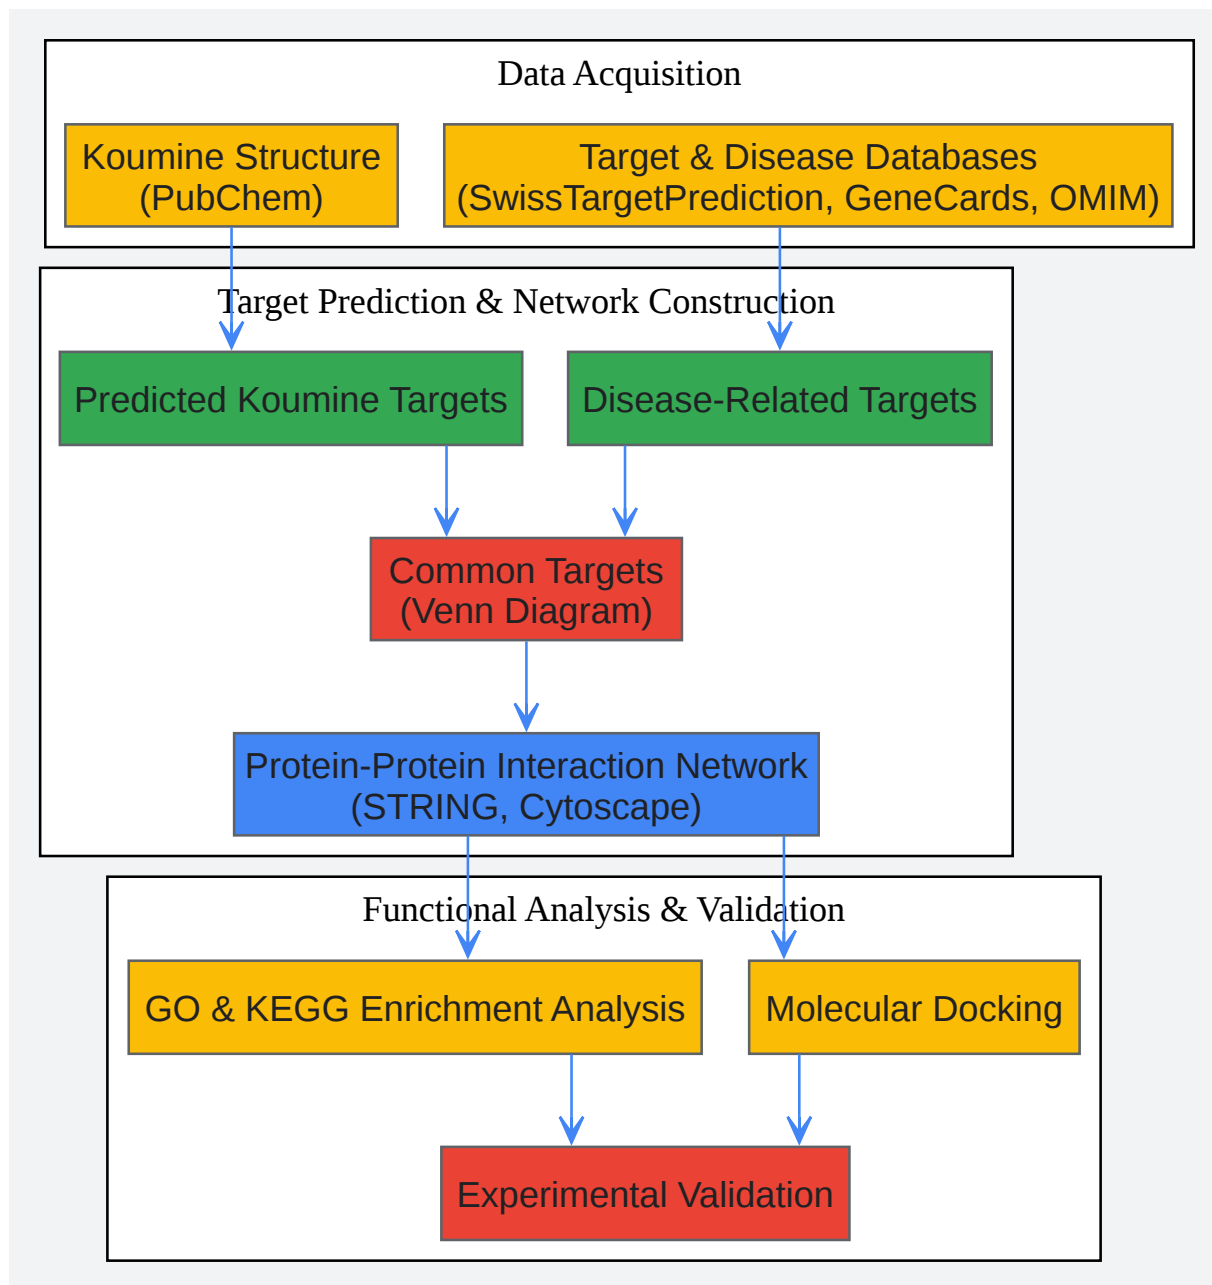 Data Acquisition
Koumine Structure
(PubChem)
Target & Disease Databases
(SwissTargetPrediction, GeneCards, OMIM)
Target Prediction & Network Construction
Predicted Koumine Targets
Disease-Related Targets
Common Targets
(Venn Diagram)
Protein-Protein Interaction Network
(STRING, Cytoscape)
Functional Analysis & Validation
GO & KEGG Enrichment Analysis
Molecular Docking
Experimental Validation